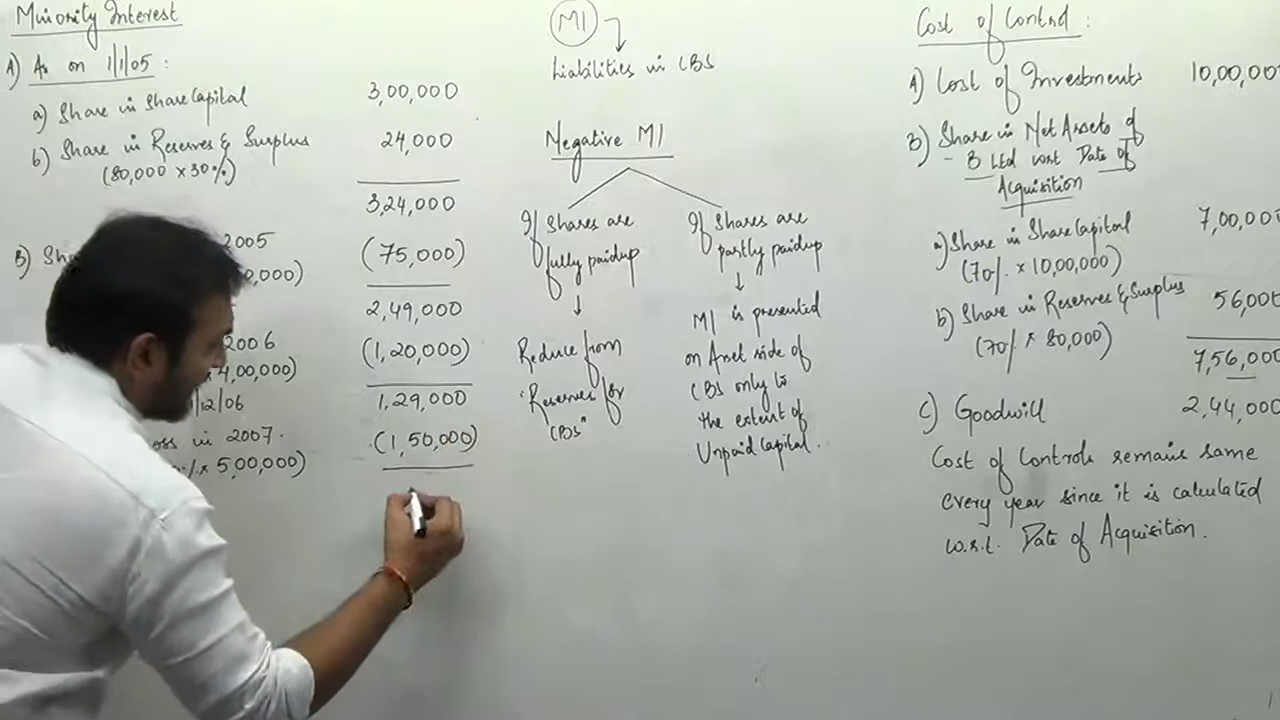 Minority Interest
A) As on 1/1/05 :
a) Share in Share Capital 3,00,000
b) Share in Reserves & Surplus 24,000
(80,000 x 30%)
3,24,000
B) 2005 (75,000)
0,000)
2,49,000
2006 (1,20,000)
x 4,00,000)
/12/06 1,29,000
oss in 2007. (1,50,000)
% x 5,00,000)
MI
Liabilities in CBS
Negative MI
If Shares are
fully paidup
Reduce from
"Reserves for
CBS"
If Shares are
partly paidup
MI is presented
on Asset side of
CBS only to
the extent of
Unpaid Capital.
Cost of Control :
A) Cost of Investments 10,00,000
B) Share in Net Assets of
- B Ltd w.r.t Date of
Acquisition
a) Share in Share Capital 7,00,000
(70% x 10,00,000)
b) Share in Reserves & Surplus 56,000
(70% x 80,000)
7,56,000
C) Goodwill 2,44,000
Cost of Controls remains same
every year since it is calculated
w.r.t. Date of Acquisition.